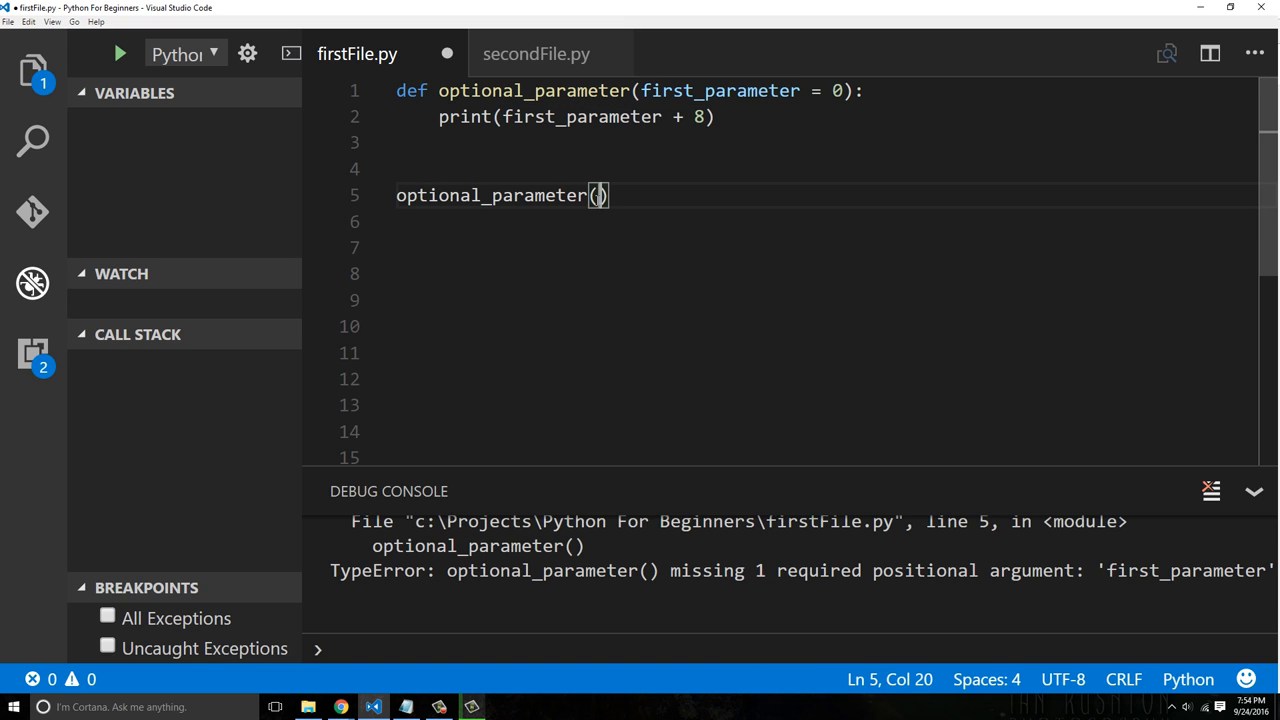 • firstFile.py - Python For Beginners - Visual Studio Code
File Edit View Go Help
Pythoı
firstFile.py
secondFile.py
VARIABLES
WATCH
CALL STACK
BREAKPOINTS
All Exceptions
Uncaught Exceptions
1
2
1 def optional_parameter(first_parameter = 0):
2 print(first_parameter + 8)
3
4
5 optional_parameter()
6
7
8
9
10
11
12
13
14
15
DEBUG CONSOLE
File "c:\Projects\Python For Beginners\firstFile.py", line 5, in <module>
optional_parameter()
TypeError: optional_parameter() missing 1 required positional argument: 'first_parameter'
0 0
Ln 5, Col 20 Spaces: 4 UTF-8 CRLF Python
I'm Cortana. Ask me anything.
7:54 PM
9/24/2016